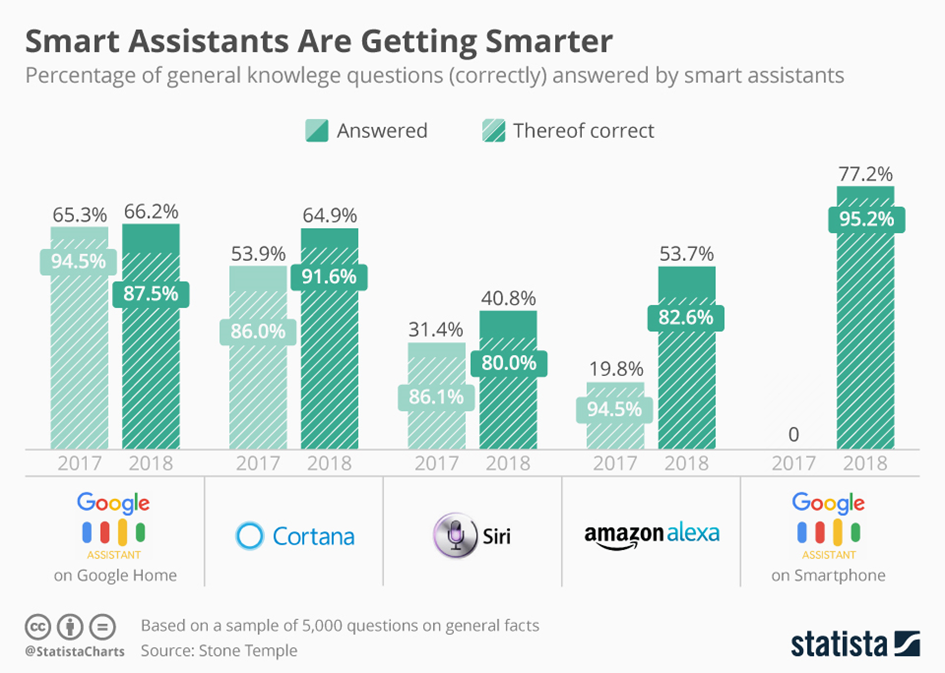 Smart Assistants Are Getting Smarter
Percentage of general knowlege questions (correctly) answered by smart assistants
Answered Thereof correct
65.3% 66.2% 53.9% 64.9% 31.4% 40.8% 19.8% 53.7% 0 77.2%
94.5% 87.5% 86.0% 91.6% 86.1% 80.0% 94.5% 82.6% 95.2%
2017 2018 2017 2018 2017 2018 2017 2018 2017 2018
Google
ASSISTANT
on Google Home
Cortana
Siri
amazon alexa
Google
ASSISTANT
on Smartphone
cc
@StatistaCharts
Based on a sample of 5,000 questions on general facts
Source: Stone Temple
statista